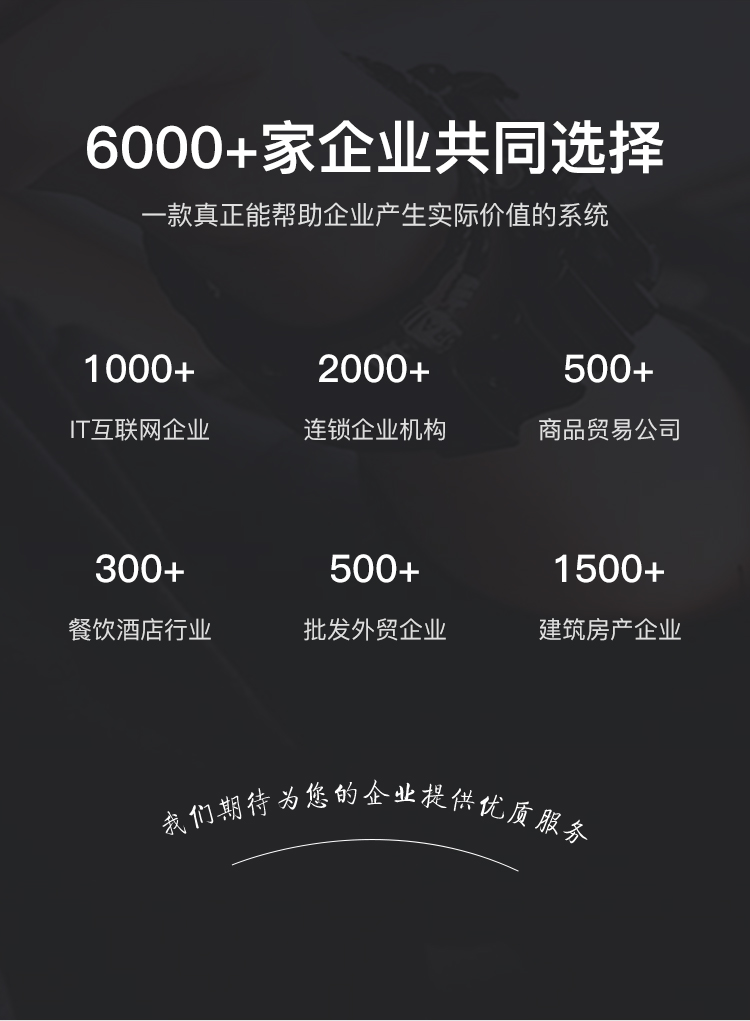 6000+家企业共同选择
一款真正能帮助企业产生实际价值的系统
1000+ 2000+ 500+
IT互联网企业 连锁企业机构 商品贸易公司
300+ 500+ 1500+
餐饮酒店行业 批发外贸企业 建筑房产企业
我们期待为您的企业提供优质服务